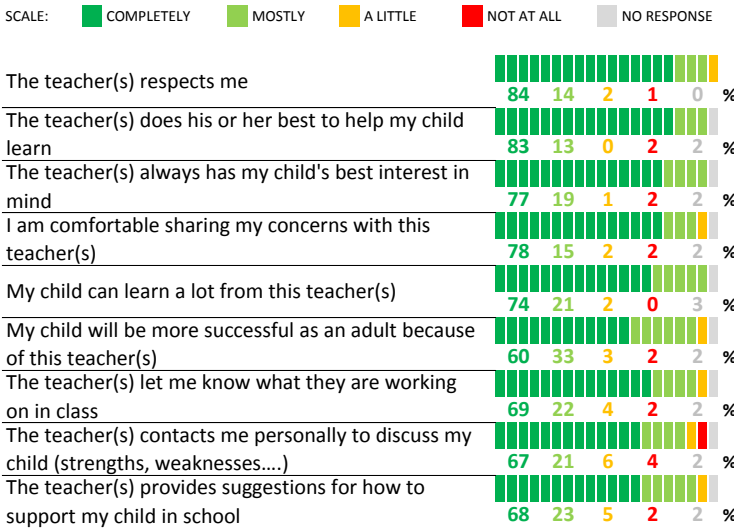 SCALE: COMPLETELY MOSTLY A LITTLE NOT AT ALL NO RESPONSE
The teacher(s) respects me
84 14 2 1 0 %
The teacher(s) does his or her best to help my child
learn
83 13 0 2 2 %
The teacher(s) always has my child's best interest in
mind
77 19 1 2 2 %
I am comfortable sharing my concerns with this
teacher(s)
78 15 2 2 2 %
My child can learn a lot from this teacher(s)
74 21 2 0 3 %
My child will be more successful as an adult because
of this teacher(s)
60 33 3 2 2 %
The teacher(s) let me know what they are working
on in class
69 22 4 2 2 %
The teacher(s) contacts me personally to discuss my
child (strengths, weaknesses....)
67 21 6 4 2 %
The teacher(s) provides suggestions for how to
support my child in school
68 23 5 2 2 %